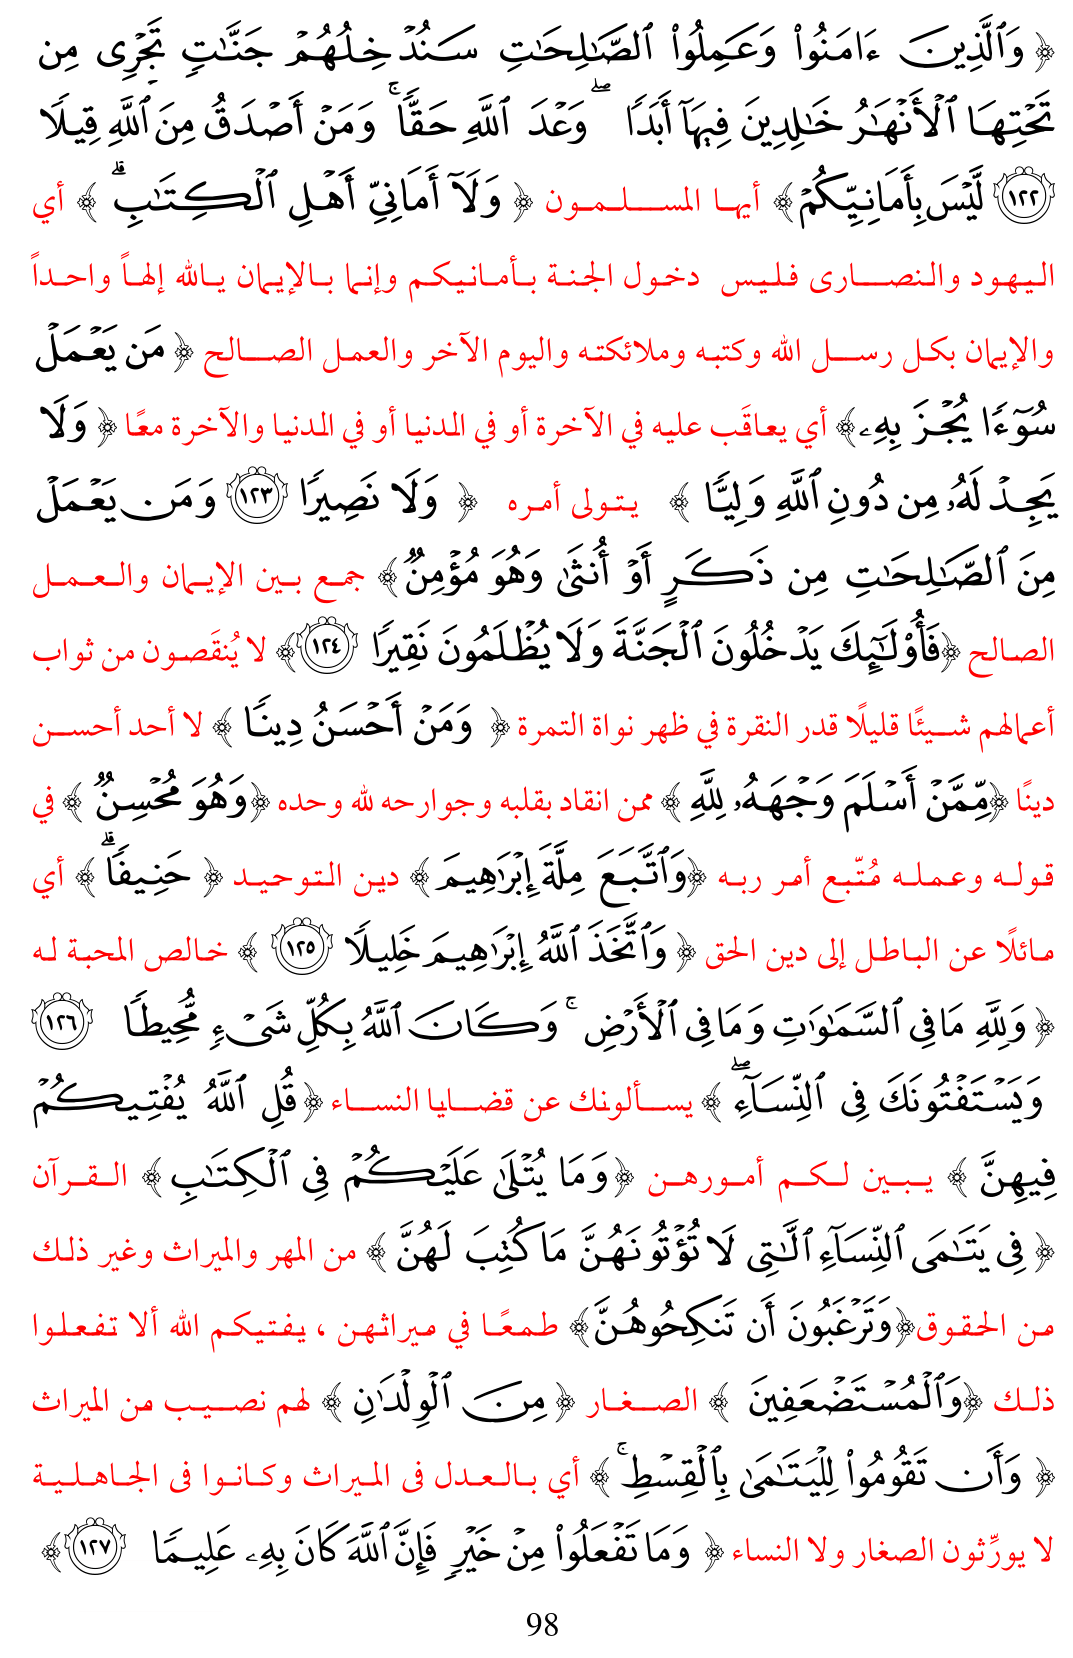 ﴿ وَٱلَّذِينَ ءَامَنُوا۟ وَعَمِلُوا۟ ٱلصَّـٰلِحَـٰتِ سَنُدْخِلُهُمْ جَنَّـٰتٍ تَجْرِى مِن
تَحْتِهَا ٱلْأَنْهَـٰرُ خَـٰلِدِينَ فِيهَآ أَبَدًا ۖ وَعْدَ ٱللَّهِ حَقًّا ۚ وَمَنْ أَصْدَقُ مِنَ ٱللَّهِ قِيلًا
١٢٢ لَّيْسَ بِأَمَانِيِّكُمْ﴾ أيها المسلمون ﴿ وَلَآ أَمَانِىِّ أَهْلِ ٱلْكِتَـٰبِ ۗ ﴾ أي
اليهود والنصارى فليس دخول الجنة بأمانيكم وإنما بالإيمان يالله إلهاً واحداً
والإيمان بكل رسل الله وكتبه وملائكته واليوم الآخر والعمل الصالح ﴿ مَن يَعْمَلْ
سُوٓءًا يُجْزَ بِهِۦ﴾ أي يعاقَب عليه في الآخرة أو في الدنيا أو في الدنيا والآخرة معًا ﴿ وَلَا
يَجِدْ لَهُۥ مِن دُونِ ٱللَّهِ وَلِيًّا ﴾ يتولى أمره ﴿ وَلَا نَصِيرًا ١٢٣ وَمَن يَعْمَلْ
مِنَ ٱلصَّـٰلِحَـٰتِ مِن ذَكَرٍ أَوْ أُنثَىٰ وَهُوَ مُؤْمِنٌ﴾ جمع بين الإيمان والعمل
الصالح ﴿فَأُو۟لَـٰٓئِكَ يَدْخُلُونَ ٱلْجَنَّةَ وَلَا يُظْلَمُونَ نَقِيرًا ١٢٤﴾ لا يُنقَصون من ثواب
أعمالهم شيئًا قليلًا قدر النقرة في ظهر نواة التمرة ﴿ وَمَنْ أَحْسَنُ دِينًا ﴾ لا أحد أحسن
دينًا ﴿مِّمَّنْ أَسْلَمَ وَجْهَهُۥ لِلَّهِ ﴾ ممن انقاد بقلبه وجوارحه لله وحده ﴿وَهُوَ مُحْسِنٌ ﴾ في
قوله وعمله مُتّبع أمر ربه ﴿وَٱتَّبَعَ مِلَّةَ إِبْرَٰهِيمَ ﴾ دين التوحيد ﴿ حَنِيفًا ۗ ﴾ أي
مائلًا عن الباطل إلى دين الحق ﴿ وَٱتَّخَذَ ٱللَّهُ إِبْرَٰهِيمَ خَلِيلًا ١٢٥ ﴾ خالص المحبة له
﴿ وَلِلَّهِ مَا فِى ٱلسَّمَـٰوَٰتِ وَمَا فِى ٱلْأَرْضِ ۚ وَكَانَ ٱللَّهُ بِكُلِّ شَىْءٍ مُّحِيطًا ١٢٦
وَيَسْتَفْتُونَكَ فِى ٱلنِّسَآءِ ۖ ﴾ يسألونك عن قضايا النساء ﴿قُلِ ٱللَّهُ يُفْتِيكُمْ
فِيهِنَّ ﴾ يبين لكم أمورهن ﴿وَمَا يُتْلَىٰ عَلَيْكُمْ فِى ٱلْكِتَـٰبِ ﴾ القرآن
﴿ فِى يَتَـٰمَى ٱلنِّسَآءِ ٱلَّـٰتِى لَا تُؤْتُونَهُنَّ مَا كُتِبَ لَهُنَّ ﴾ من المهر والميراث وغير ذلك
من الحقوق﴿وَتَرْغَبُونَ أَن تَنكِحُوهُنَّ﴾ طمعًا في ميراثهن ، يفتيكم الله ألا تفعلوا
ذلك ﴿وَٱلْمُسْتَضْعَفِينَ ﴾ الصغار ﴿ مِنَ ٱلْوِلْدَٰنِ ﴾ لهم نصيب من الميراث
﴿ وَأَن تَقُومُوا۟ لِلْيَتَـٰمَىٰ بِٱلْقِسْطِ ۚ ﴾ أي بالعدل فى الميراث وكانوا فى الجاهلية
لا يورِّثون الصغار ولا النساء ﴿ وَمَا تَفْعَلُوا۟ مِنْ خَيْرٍ فَإِنَّ ٱللَّهَ كَانَ بِهِۦ عَلِيمًا ١٢٧﴾
98